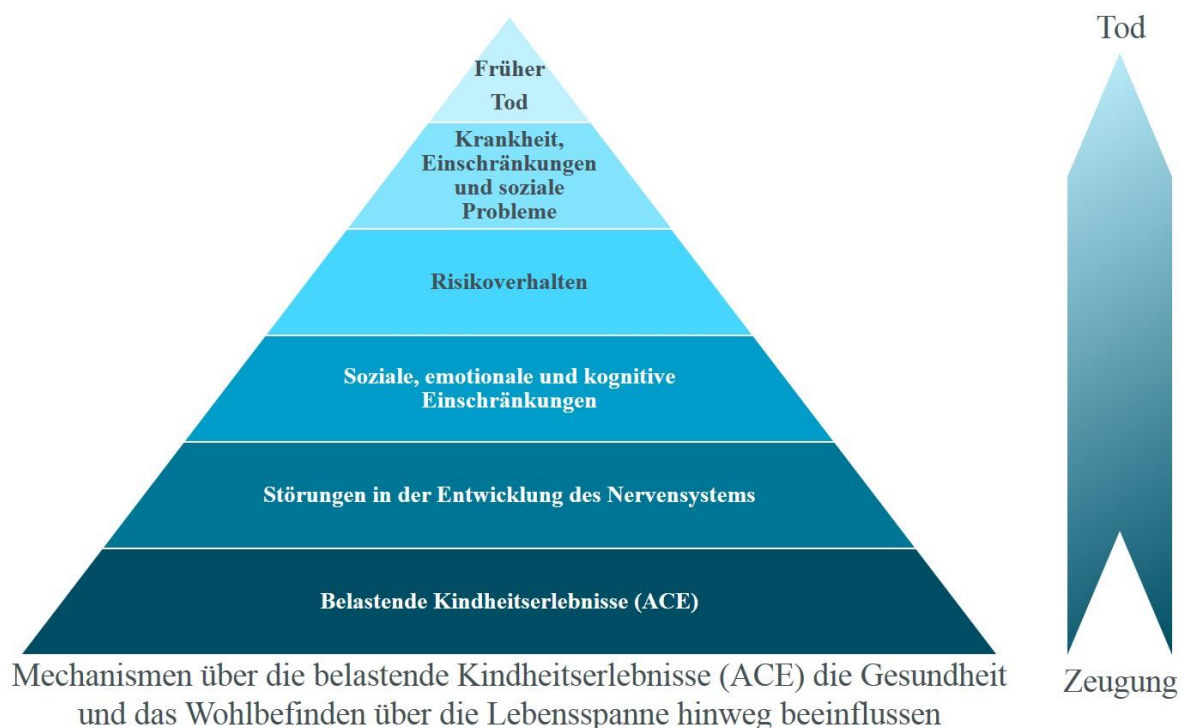 Tod
Früher
Tod
Krankheit,
Einschränkungen
und soziale
Probleme
Risikoverhalten
Soziale, emotionale und kognitive
Einschränkungen
Störungen in der Entwicklung des Nervensystems
Belastende Kindheitserlebnisse (ACE)
Mechanismen über die belastende Kindheitserlebnisse (ACE) die Gesundheit
und das Wohlbefinden über die Lebensspanne hinweg beeinflussen
Zeugung